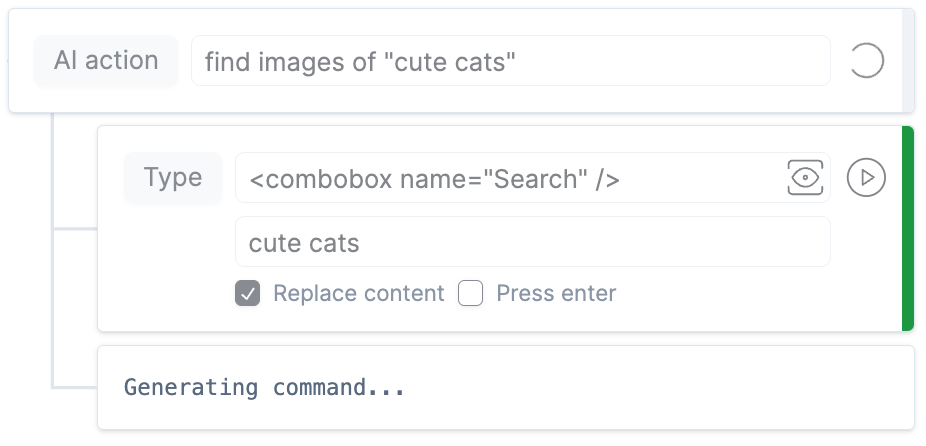 AI action find images of "cute cats"
Type <combobox name="Search" />
cute cats
Replace content Press enter
Generating command...